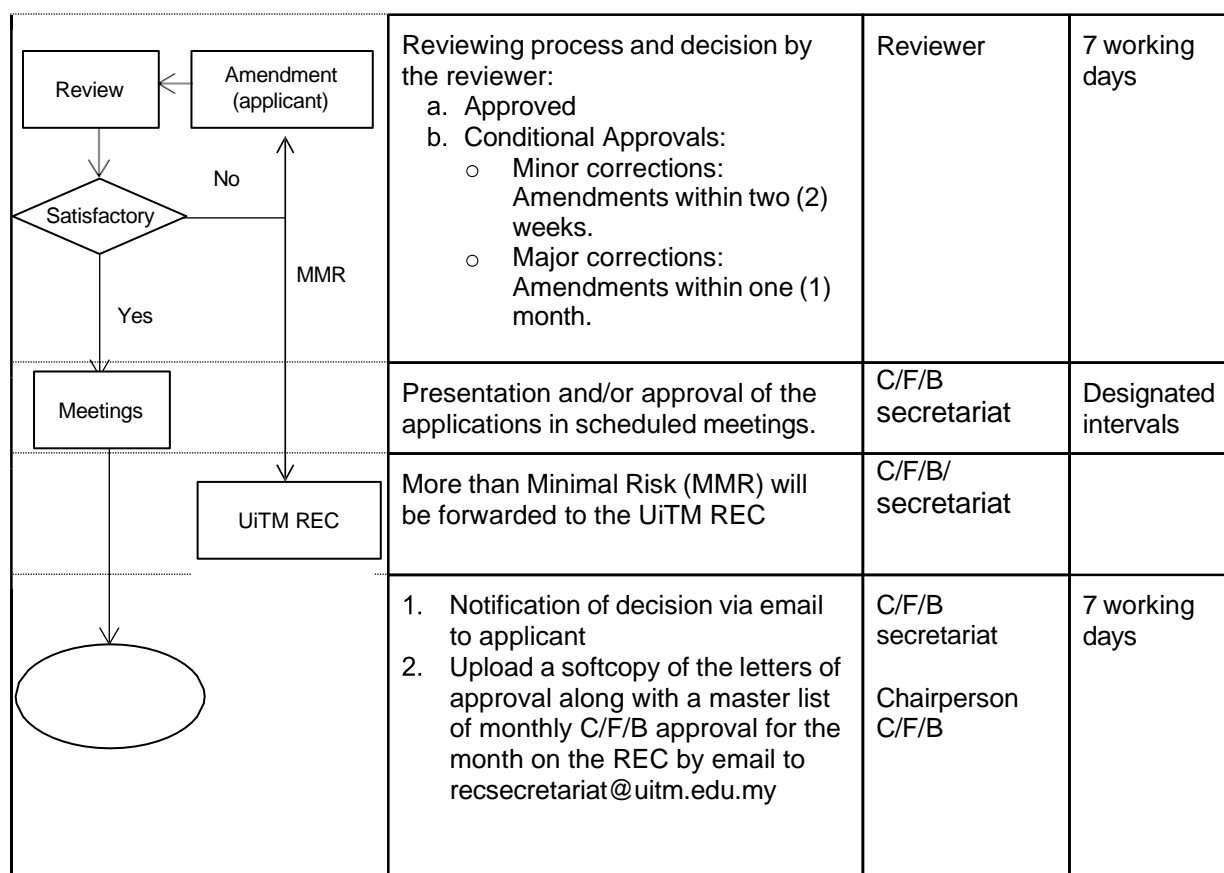 Review
Amendment
(applicant)
No
Satisfactory
MMR
Yes
Reviewing process and decision by
the reviewer:
a. Approved
b. Conditional Approvals:
o Minor corrections:
Amendments within two (2)
weeks.
o Major corrections:
Amendments within one (1)
month.
Reviewer
7 working
days
Meetings
Presentation and/or approval of the
applications in scheduled meetings.
C/F/B
secretariat
Designated
intervals
UiTM REC
More than Minimal Risk (MMR) will
be forwarded to the UiTM REC
C/F/B/
secretariat
1. Notification of decision via email
to applicant
2. Upload a softcopy of the letters of
approval along with a master list
of monthly C/F/B approval for the
month on the REC by email to
recsecretariat@uitm.edu.my
C/F/B
secretariat
Chairperson
C/F/B
7 working
days